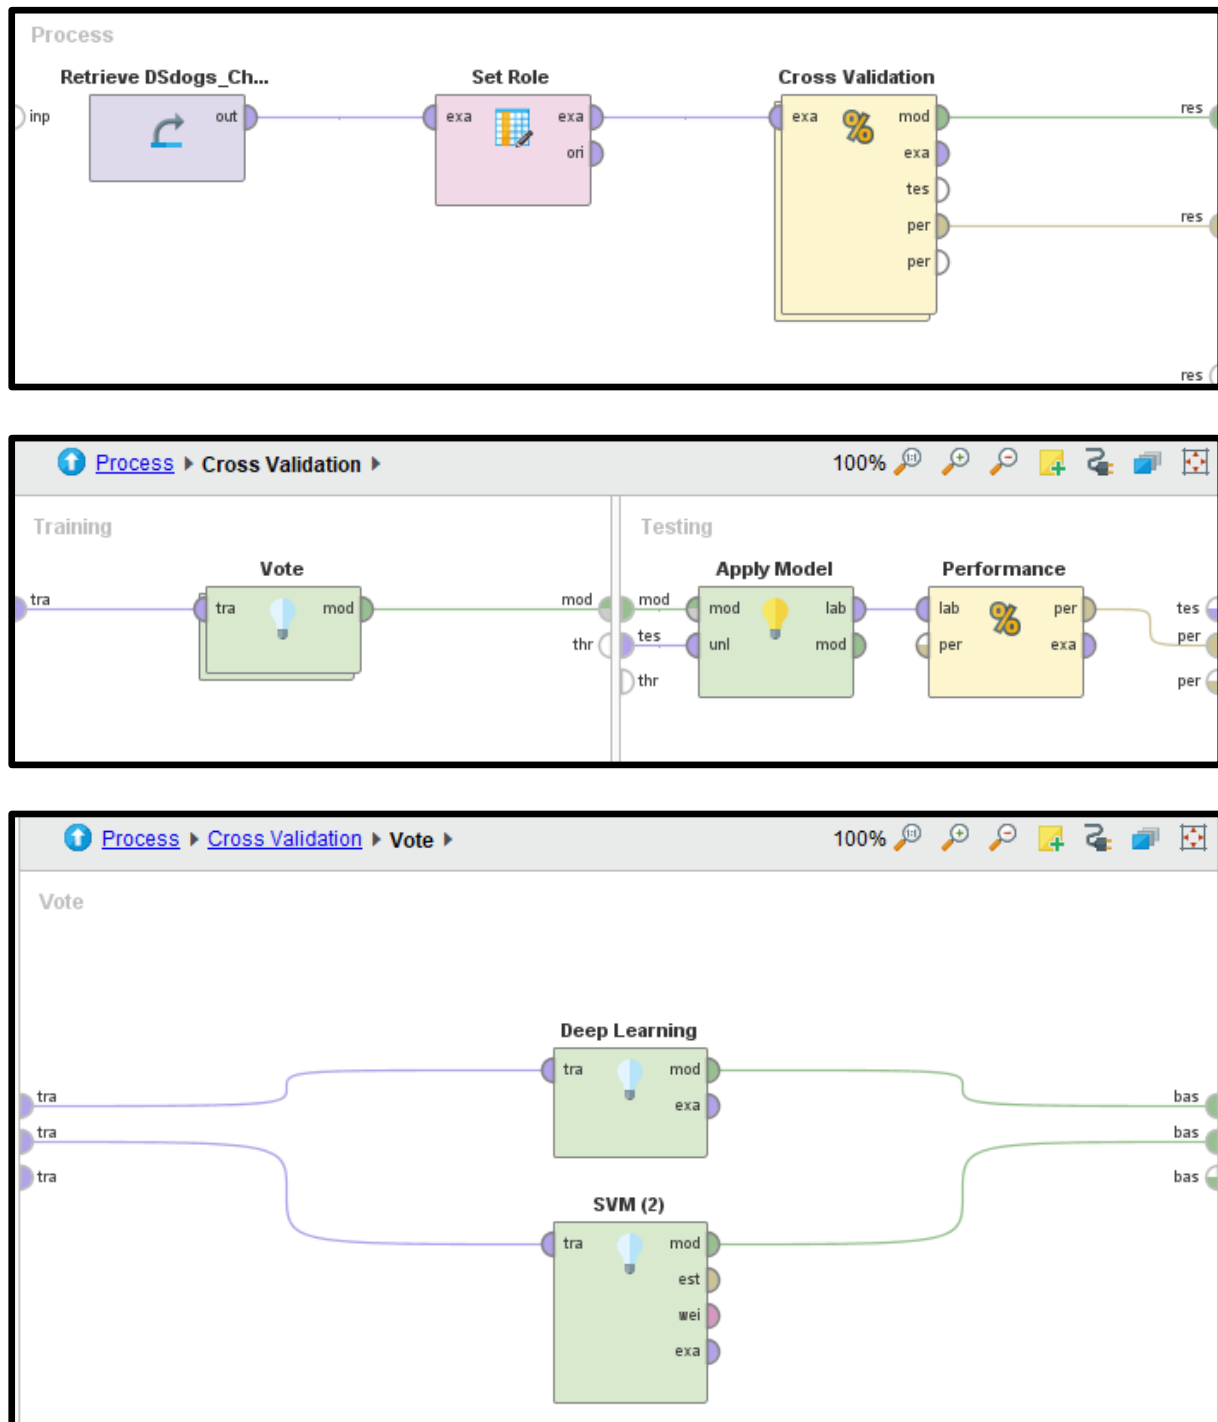 Process
Retrieve DSdogs_Ch... Set Role Cross Validation
inp out exa exa exa mod res
ori exa
tes
per res
per
res
Process Cross Validation 100%
Training Testing
Vote Apply Model Performance
tra tra mod mod mod mod lab lab per tes
thr tes unl mod per exa per
thr per
Process Cross Validation Vote 100%
Vote
Deep Learning
tra mod
exa
tra bas
tra bas
tra bas
SVM (2)
tra mod
est
wei
exa